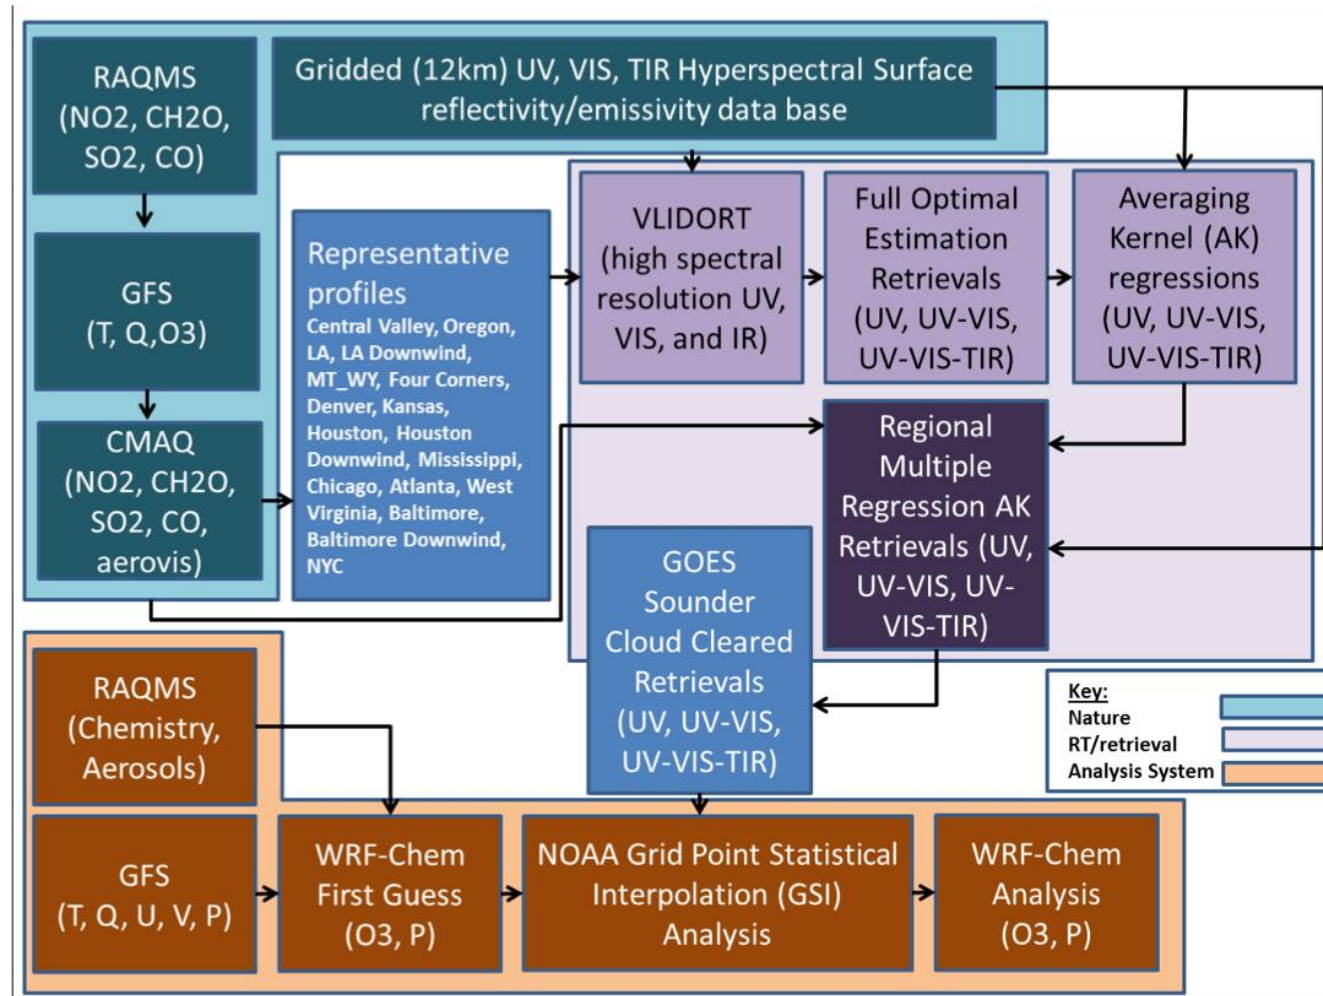 RAQMS
(NO2, CH2O,
SO2, CO)
Gridded (12km) UV, VIS, TIR Hyperspectral Surface
reflectivity/emissivity data base
GFS
(T, Q,O3)
CMAQ
(NO2, CH2O,
SO2, CO,
aerovis)
Representative
profiles
Central Valley, Oregon,
LA, LA Downwind,
MT_WY, Four Corners,
Denver, Kansas,
Houston, Houston
Downwind, Mississippi,
Chicago, Atlanta, West
Virginia, Baltimore,
Baltimore Downwind,
NYC
VLIDORT
(high spectral
resolution UV,
VIS, and IR)
Full Optimal
Estimation
Retrievals
(UV, UV-VIS,
UV-VIS-TIR)
Averaging
Kernel (AK)
regressions
(UV, UV-VIS,
UV-VIS-TIR)
Regional
Multiple
Regression AK
Retrievals (UV,
UV-VIS, UV-
VIS-TIR)
GOES
Sounder
Cloud Cleared
Retrievals
(UV, UV-VIS,
UV-VIS-TIR)
Key:
Nature
RT/retrieval
Analysis System
RAQMS
(Chemistry,
Aerosols)
GFS
(T, Q, U, V, P)
WRF-Chem
First Guess
(O3, P)
NOAA Grid Point Statistical
Interpolation (GSI)
Analysis
WRF-Chem
Analysis
(O3, P)